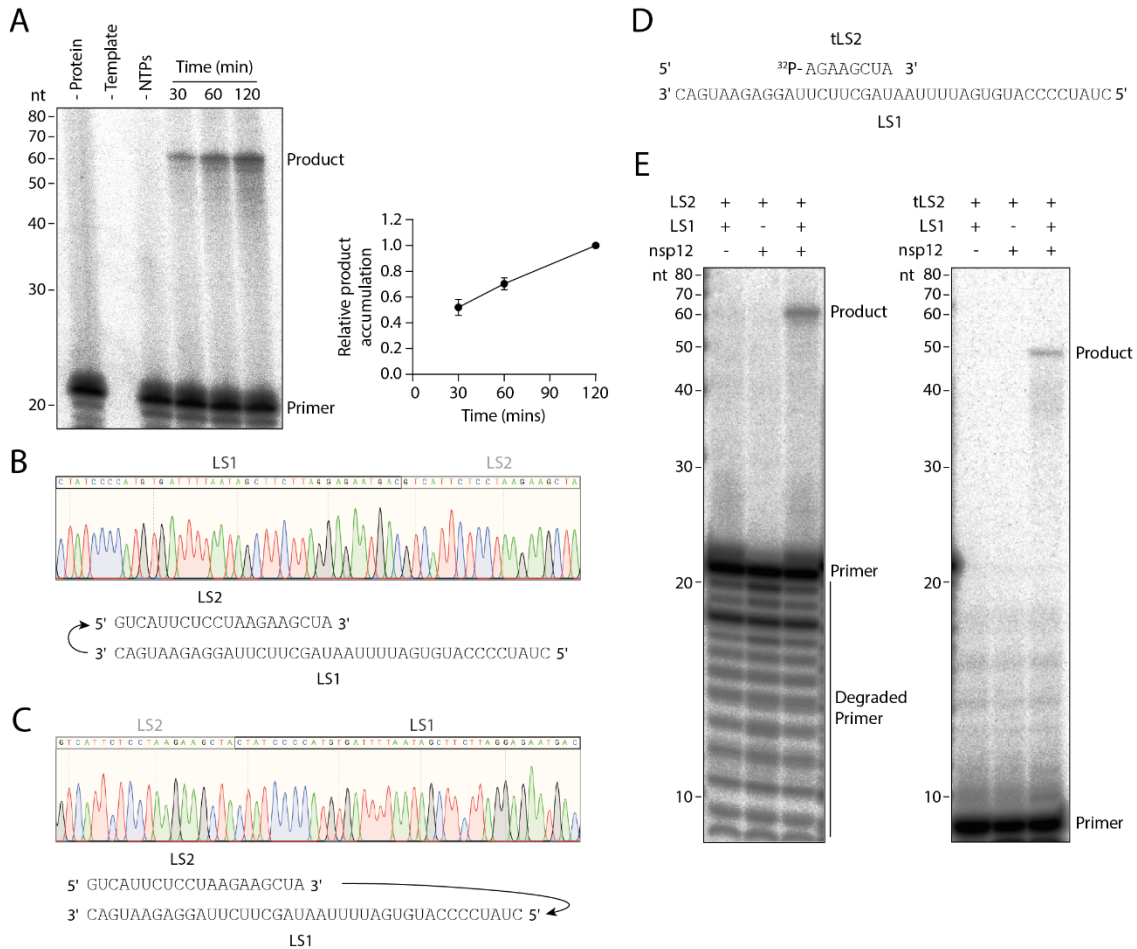 A
- Protein
- Template
- NTPs
Time (min)
nt 30 60 120
80
70
60
50
40
30
20
Product
Primer
Relative product
accumulation
1.2
1.0
0.8
0.6
0.4
0.2
0.0
0 30 60 90 120
Time (mins)
B
LS1 LS2
CTATCCCCATGTGATTTTAATAGCTTCTTAGGAGAATGACGTCATTCTCCTAAGAAGCTA
LS2
5' GUCAUUCUCCUAAGAAGCUA 3'
3' CAGUAAGAGGAUUCUUCGAUAAUUUUAGUGUACCCCUAUC 5'
LS1
C
LS2 LS1
GTCATTCTCCTAAGAAGCTACTATCCCCATGTGATTTTAATAGCTTCTTAGGAGAATGAC
LS2
5' GUCAUUCUCCUAAGAAGCUA 3'
3' CAGUAAGAGGAUUCUUCGAUAAUUUUAGUGUACCCCUAUC 5'
LS1
D
tLS2
5' ³²P-AGAAGCUA 3'
3' CAGUAAGAGGAUUCUUCGAUAAUUUUAGUGUACCCCUAUC 5'
LS1
E
LS2 + + +
LS1 + - +
nsp12 - + +
nt
80
70
60
50
40
30
20
10
Product
Primer
Degraded
Primer
tLS2 + + +
LS1 + - +
nsp12 - + +
nt
80
70
60
50
40
30
20
10
Product
Primer